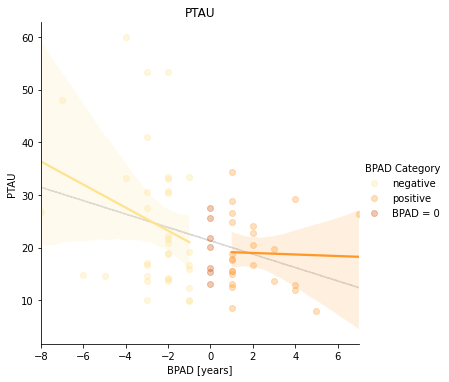 PTAU
60
50
40
30
20
10
PTAU
−8
−6
−4
−2
0
2
4
6
BPAD [years]
BPAD Category
negative
positive
BPAD = 0